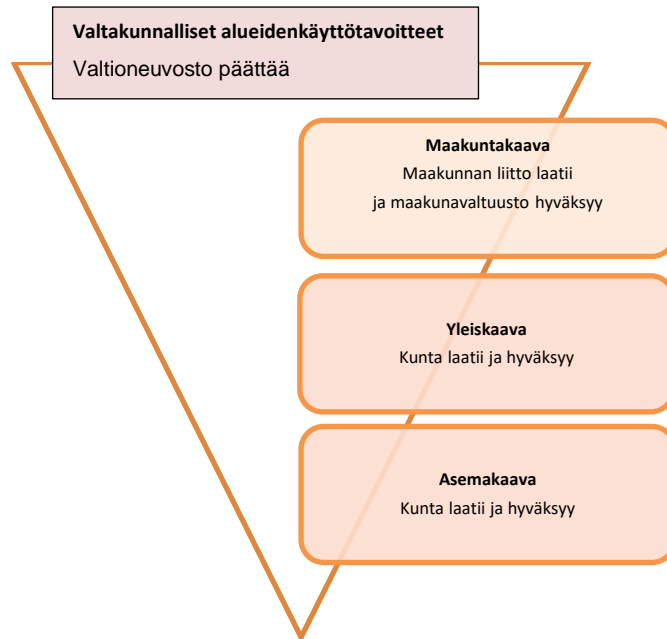 Valtakunnalliset alueidenkäyttötavoitteet
Valtioneuvosto päättää
Maakuntakaava
Maakunnan liitto laatii
ja maakunavaltuusto hyväksyy
Yleiskaava
Kunta laatii ja hyväksyy
Asemakaava
Kunta laatii ja hyväksyy